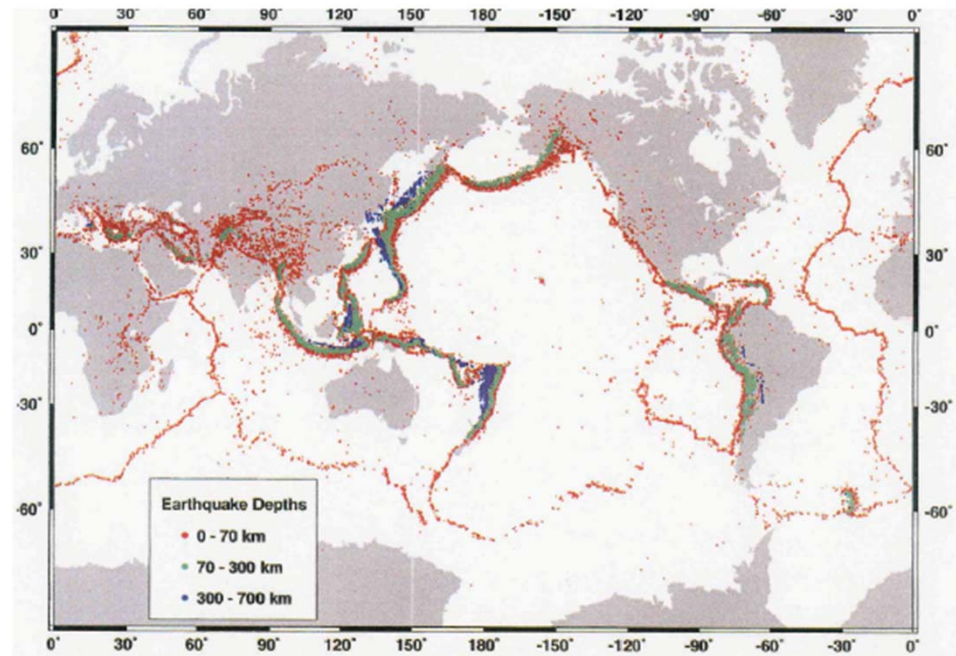 0° 30° 60° 90° 120° 150° 180° -150° -120° -90° -60° -30° 0°
60° 60°
30° 30°
0° 0°
-30° -30°
-60° -60°
Earthquake Depths
0 - 70 km
70 - 300 km
300 - 700 km
0° 30° 60° 90° 120° 150° 180° -150° -120° -90° -60° -30° 0°